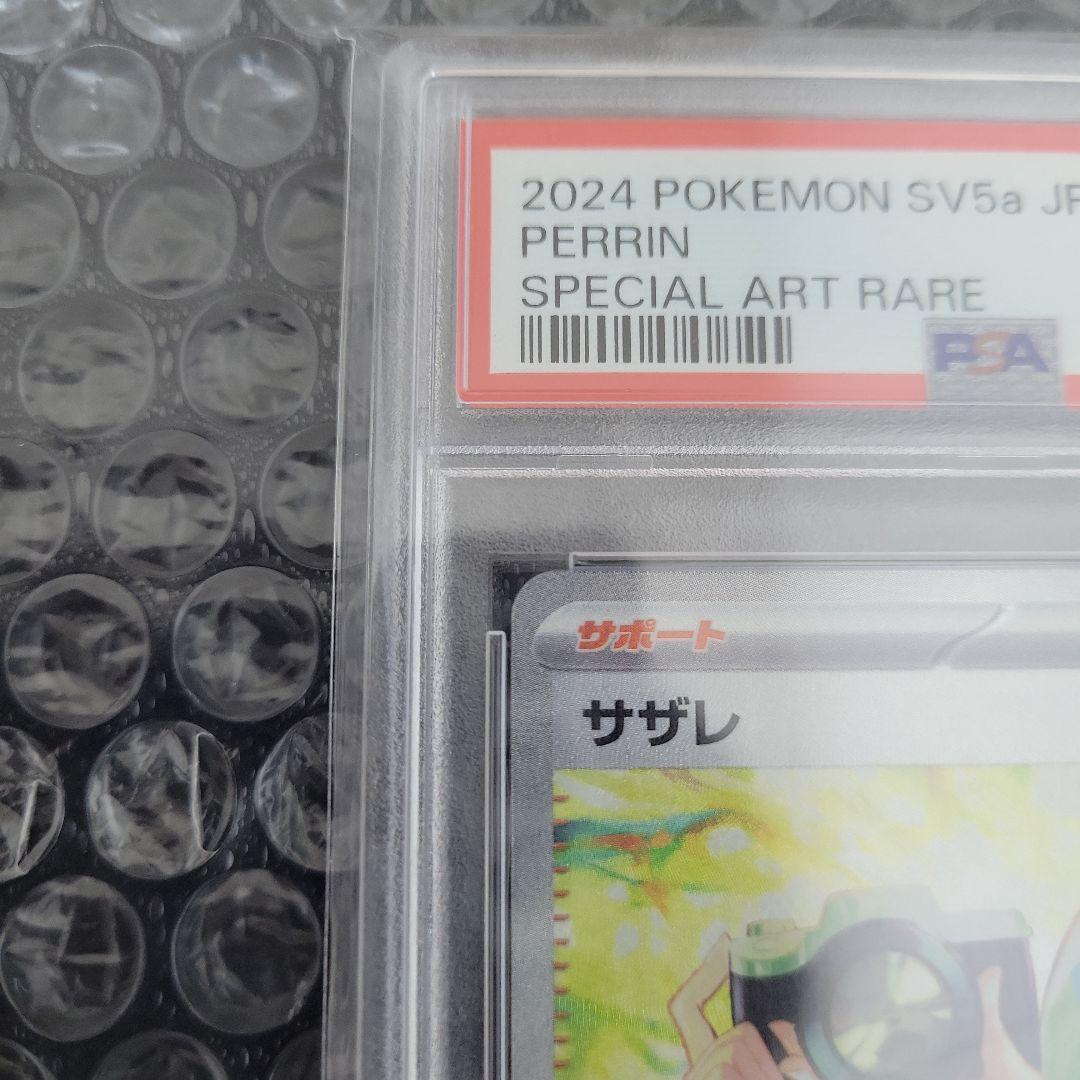 2024 POKEMON SV5a JP
PERRIN
SPECIAL ART RARE
PSA
サポート
サザレ